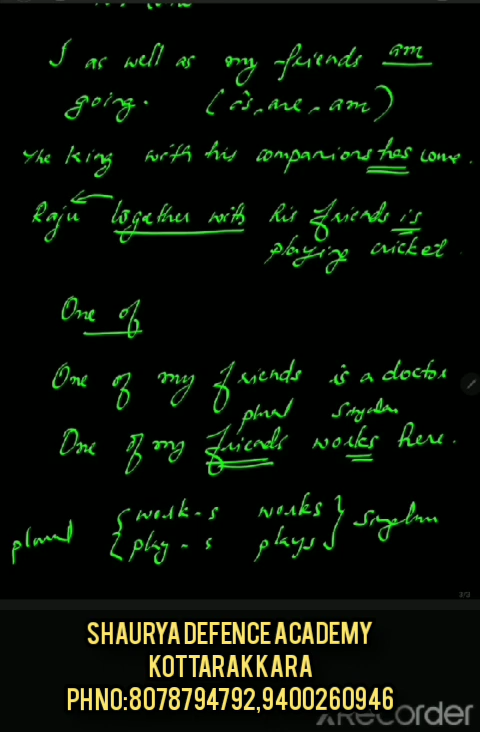 I as well as my friends am
going. (is, are, am)
The king with his companions has come.
Raju together with his friends is
playing cricket
One of
One of my friends is a doctor
plural singular
One of my friends works here.
plural { work - s works } singular
{ play - s plays }
2/2
SHAURYA DEFENCE ACADEMY
KOTTARAKKARA
PHNO:8078794792,9400260946
XRecorder